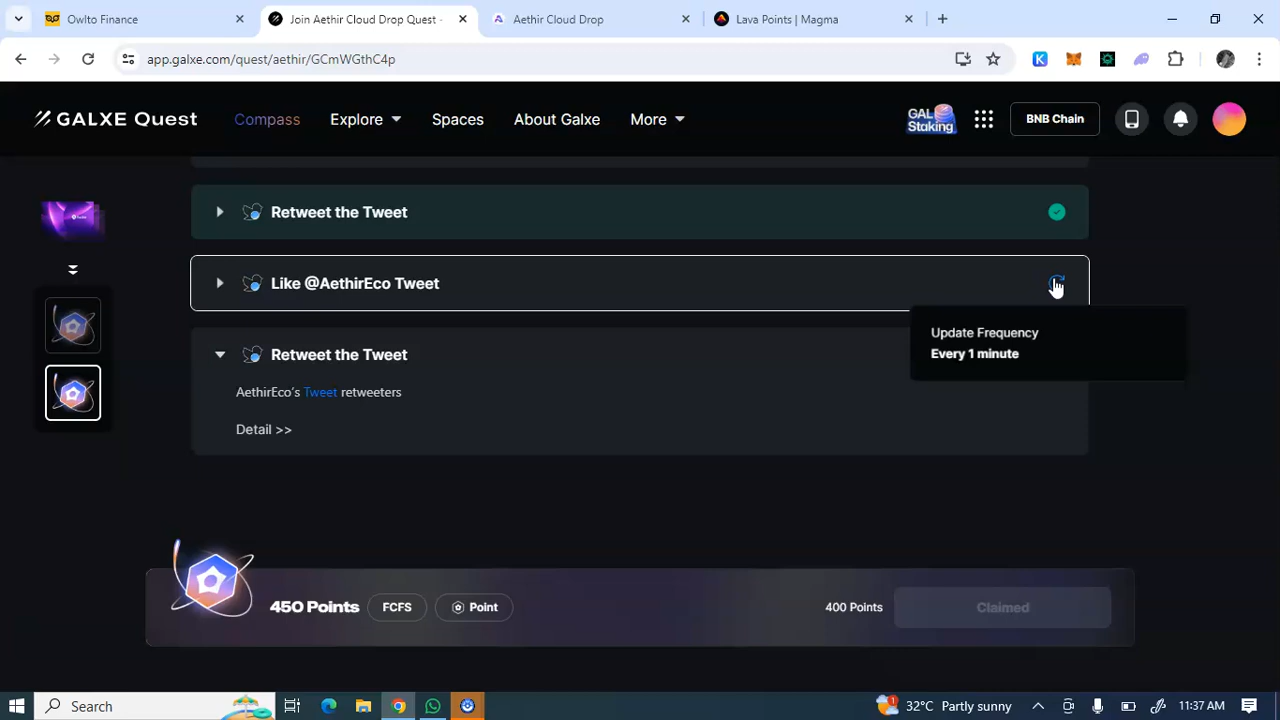 Owlto Finance
Join Aethir Cloud Drop Quest -
Aethir Cloud Drop
Lava Points | Magma
app.galxe.com/quest/aethir/GCmWGthC4p
GALXE Quest
Compass
Explore
Spaces
About Galxe
More
GAL Staking
BNB Chain
Retweet the Tweet
Like @AethirEco Tweet
Update Frequency
Every 1 minute
Retweet the Tweet
AethirEco's Tweet retweeters
Detail >>
450 Points
FCFS
Point
400 Points
Claimed
Search
1
32°C Partly sunny
11:37 AM